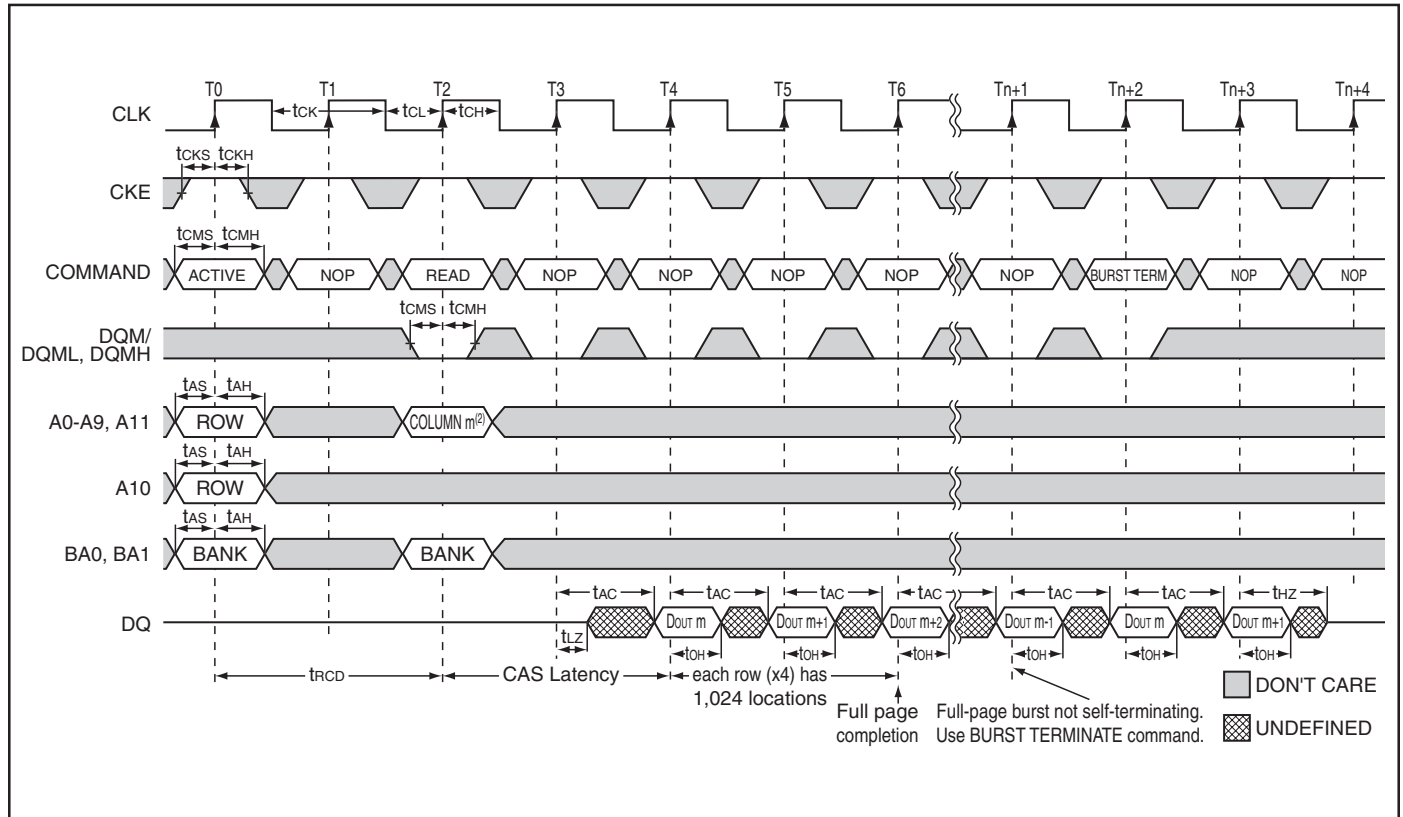 T0 T1 T2 T3 T4 T5 T6 Tn+1 Tn+2 Tn+3 Tn+4
CLK tCK tCL tCH
tCKS tCKH
CKE
tCMS tCMH
COMMAND ACTIVE NOP READ NOP NOP NOP NOP NOP BURST TERM NOP NOP
tCMS tCMH
DQM/
DQML, DQMH
tAS tAH
A0-A9, A11 ROW COLUMN m(2)
tAS tAH
A10 ROW
tAS tAH
BA0, BA1 BANK BANK
tAC tAC tAC tAC tAC tAC tHZ
DQ DOUT m DOUT m+1 DOUT m+2 DOUT m-1 DOUT m DOUT m+1
tLZ tOH tOH tOH tOH tOH tOH
tRCD CAS Latency each row (x4) has
1,024 locations
Full page
completion
Full-page burst not self-terminating.
Use BURST TERMINATE command.
DON'T CARE
UNDEFINED